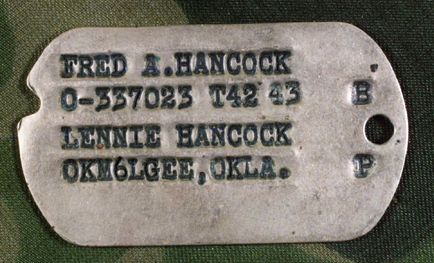 FRED A.HANCOCK
O-337023 T42 43 B
LENNIE HANCOCK
OKM6LGEE,OKLA. P